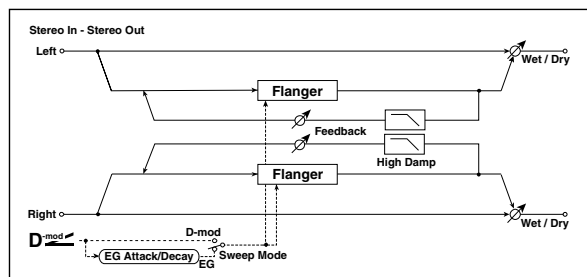 Stereo In - Stereo Out
Left
Wet / Dry
Flanger
Feedback
High Damp
Flanger
Right
Wet / Dry
D-mod
D-mod
EG Attack/Decay
EG
Sweep Mode